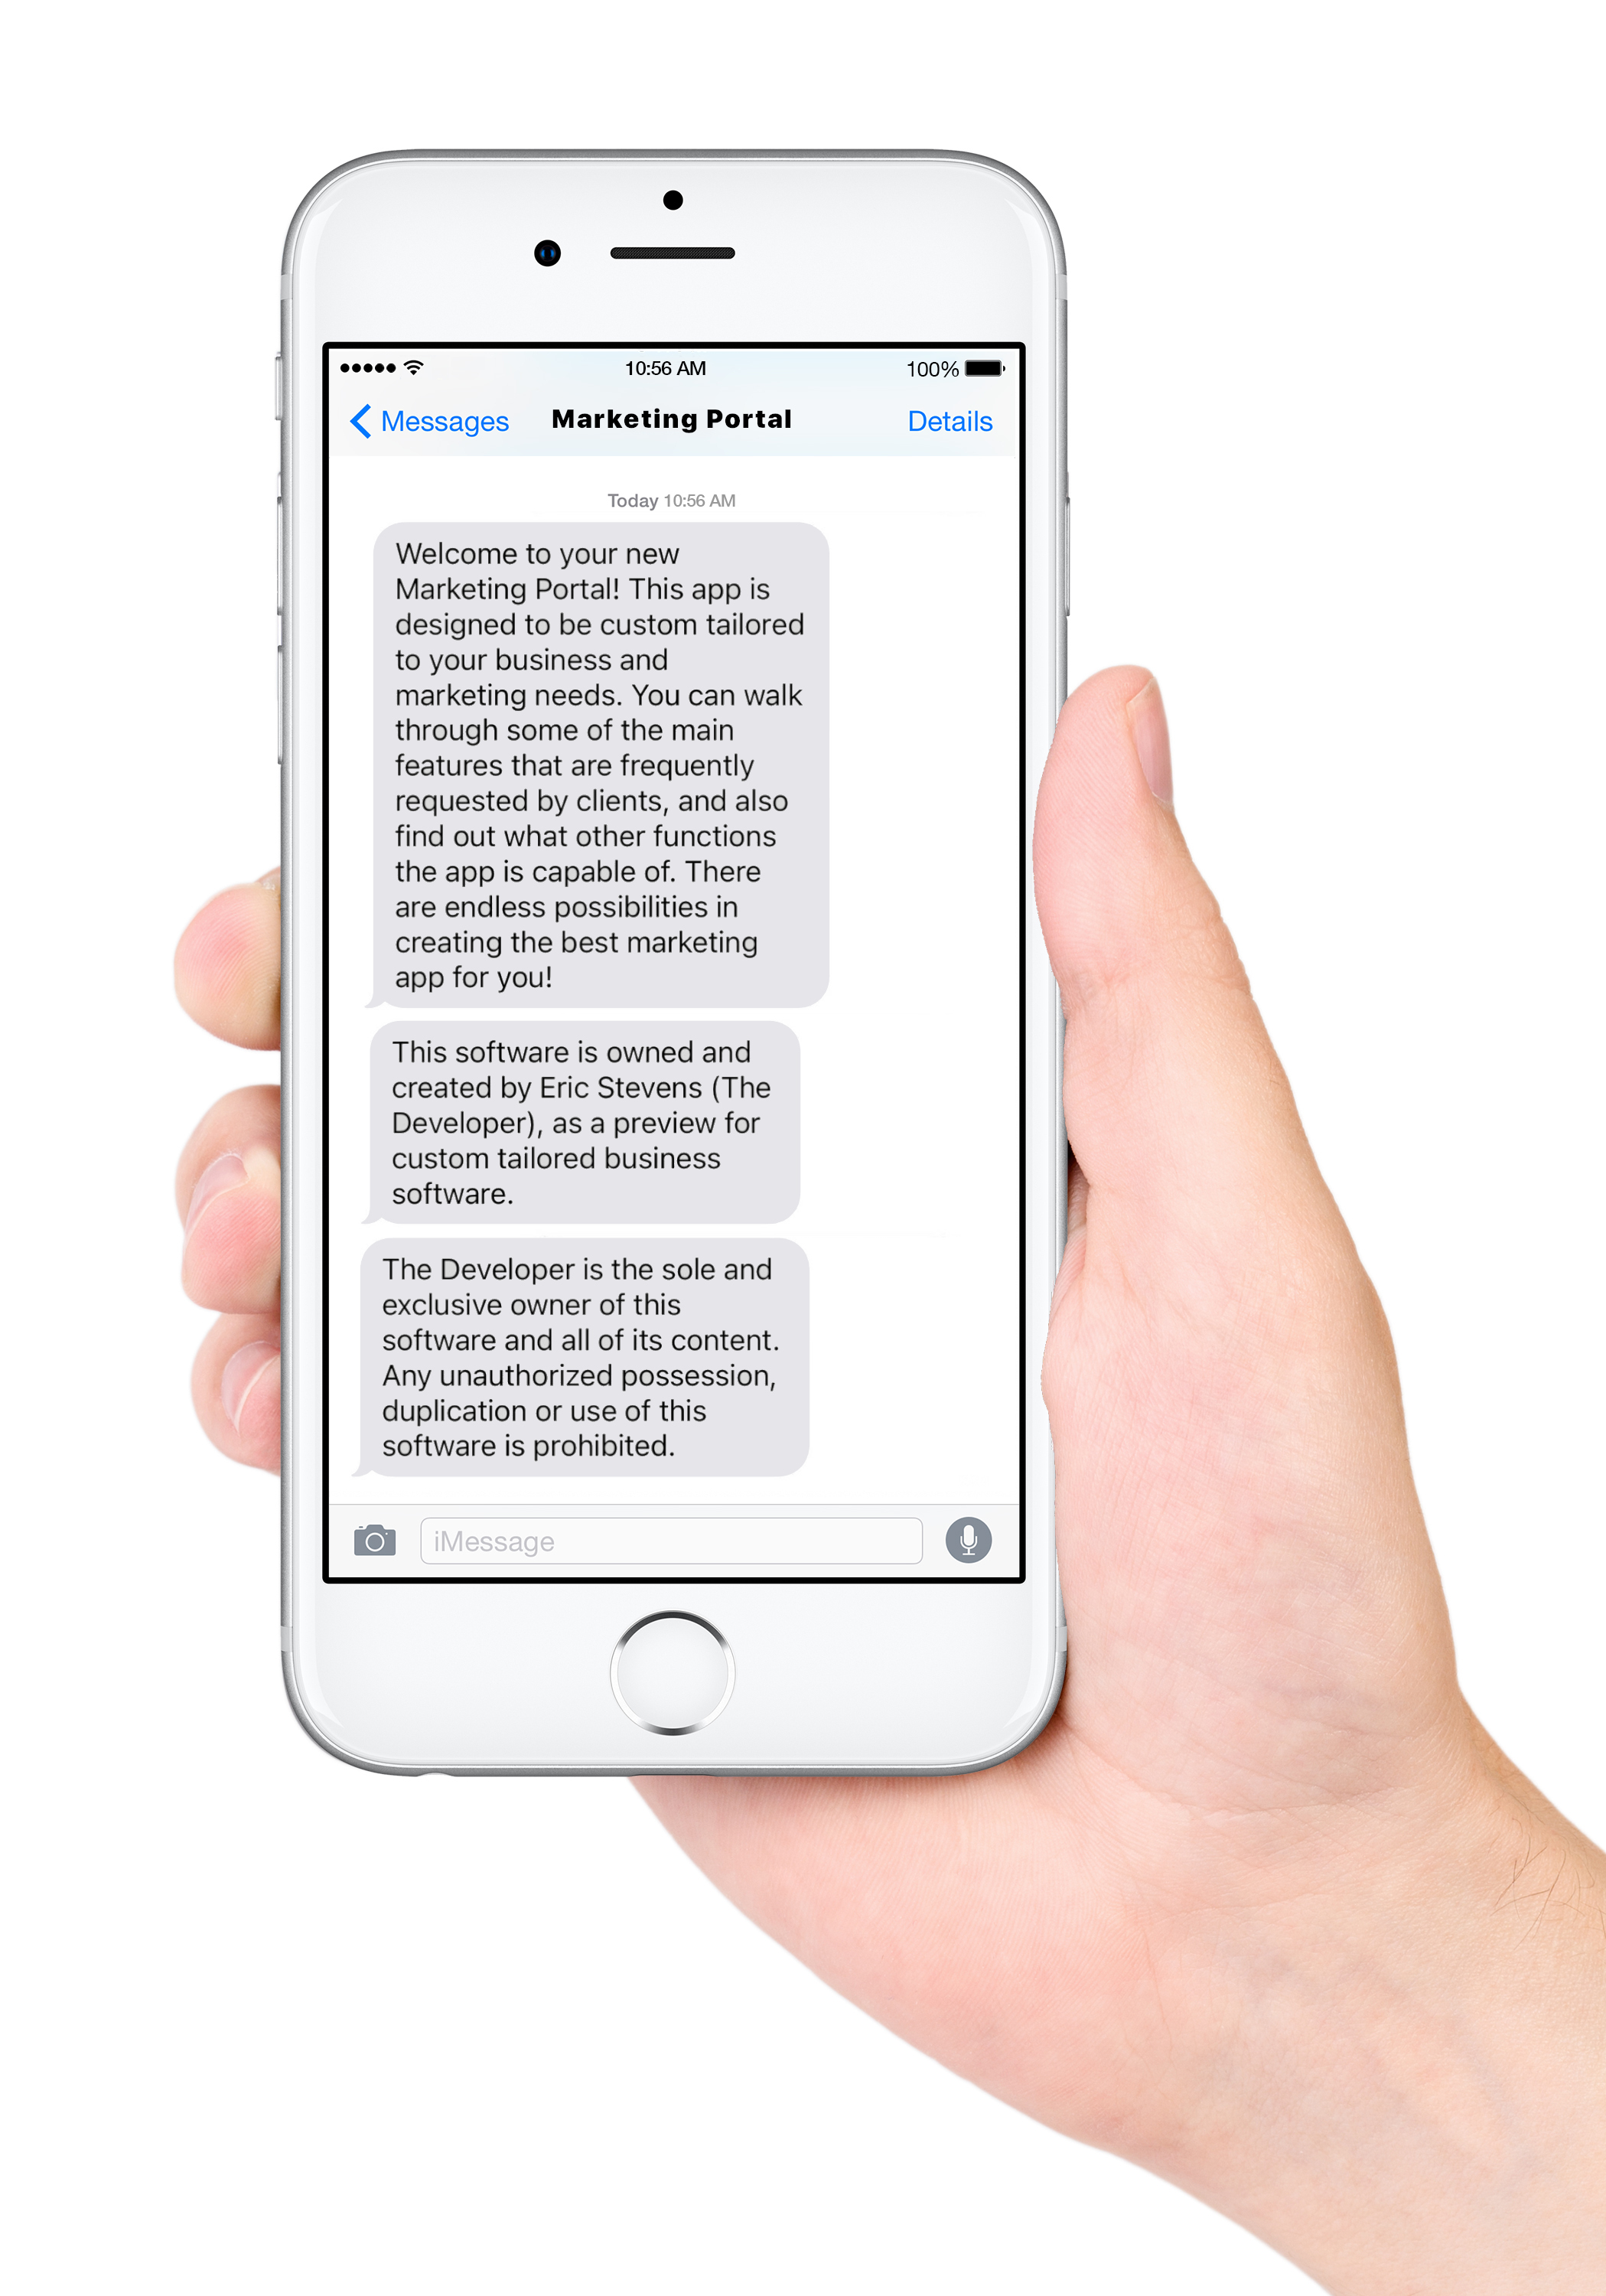 10:56 AM
100%
Messages
Marketing Portal
Details
Today 10:56 AM
Welcome to your new
Marketing Portal! This app is
designed to be custom tailored
to your business and
marketing needs. You can walk
through some of the main
features that are frequently
requested by clients, and also
find out what other functions
the app is capable of. There
are endless possibilities in
creating the best marketing
app for you!
This software is owned and
created by Eric Stevens (The
Developer), as a preview for
custom tailored business
software.
The Developer is the sole and
exclusive owner of this
software and all of its content.
Any unauthorized possession,
duplication or use of this
software is prohibited.
iMessage